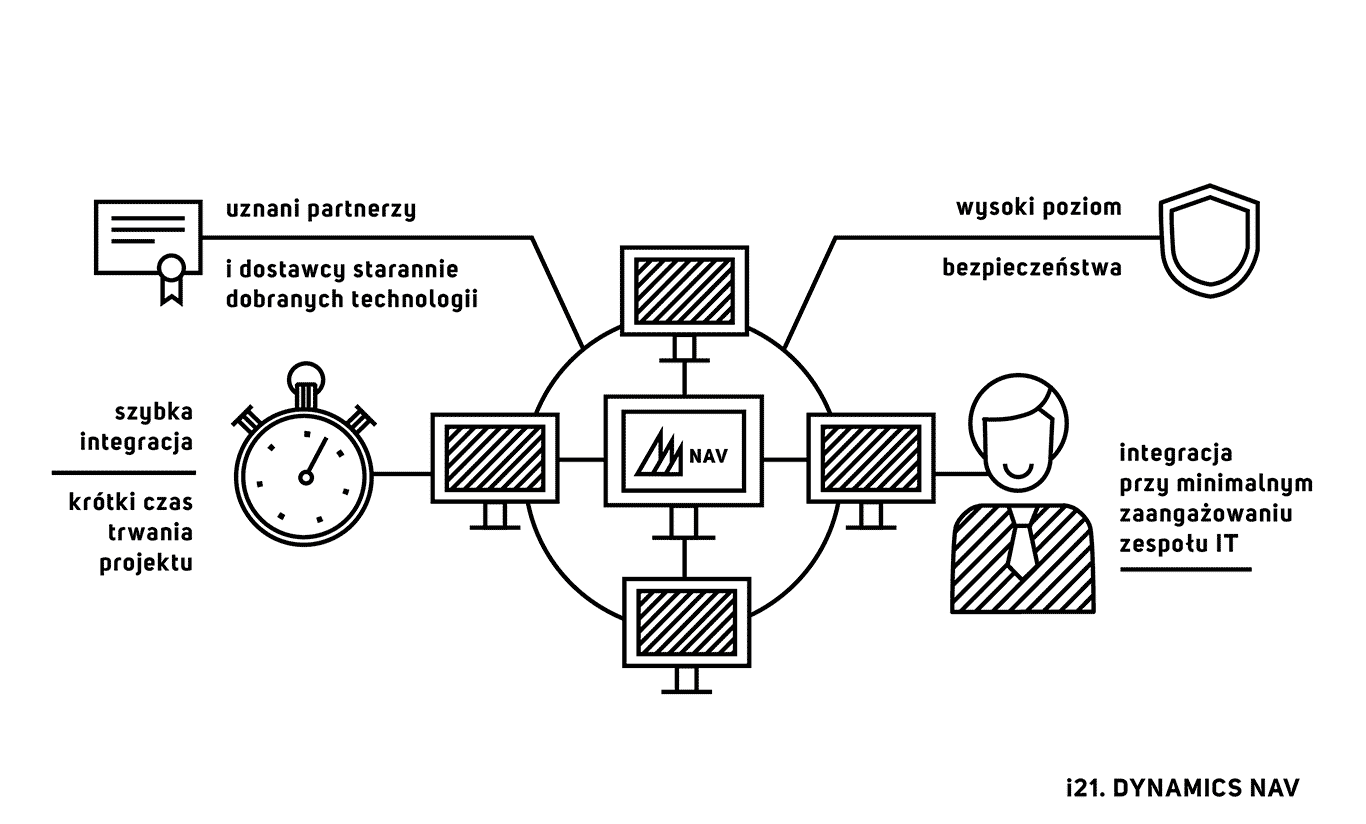 uznani partnerzy
i dostawcy starannie
dobranych technologii
wysoki poziom
bezpieczeństwa
szybka
integracja
krótki czas
trwania
projektu
NAV
integracja
przy minimalnym
zaangażowaniu
zespołu IT
i21. DYNAMICS NAV